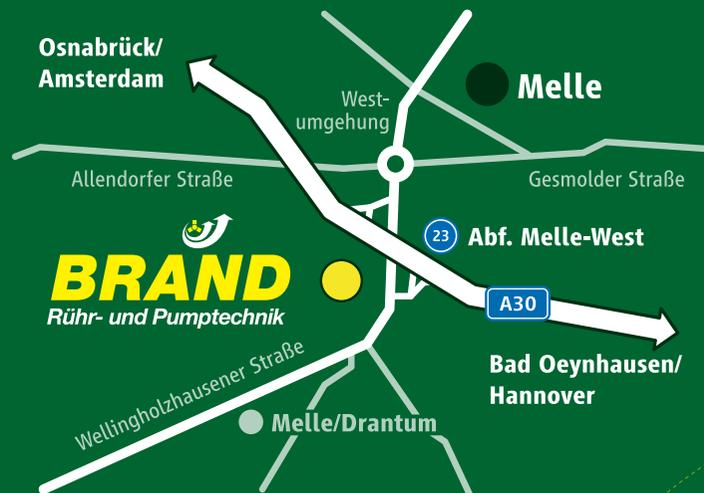 Osnabrück/
Amsterdam
West-
umgehung
Melle
Allendorfer Straße
Gesmolder Straße
23
Abf. Melle-West
BRAND
Rühr- und Pumptechnik
A30
Bad Oeynhausen/
Hannover
Wellingholzhausener Straße
Melle/Drantum